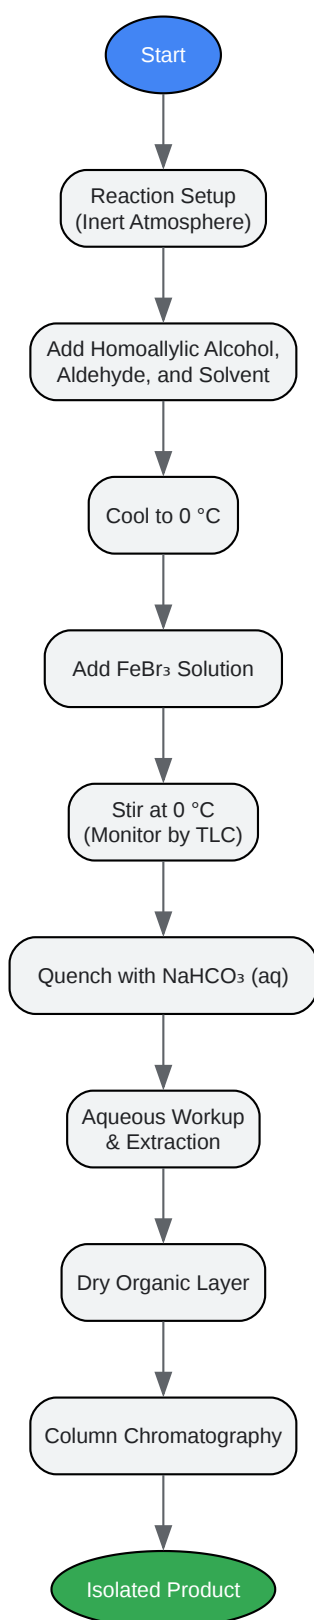 Start
Reaction Setup
(Inert Atmosphere)
Add Homoallylic Alcohol,
Aldehyde, and Solvent
Cool to 0 °C
Add FeBr₃ Solution
Stir at 0 °C
(Monitor by TLC)
Quench with NaHCO₃ (aq)
Aqueous Workup
& Extraction
Dry Organic Layer
Column Chromatography
Isolated Product